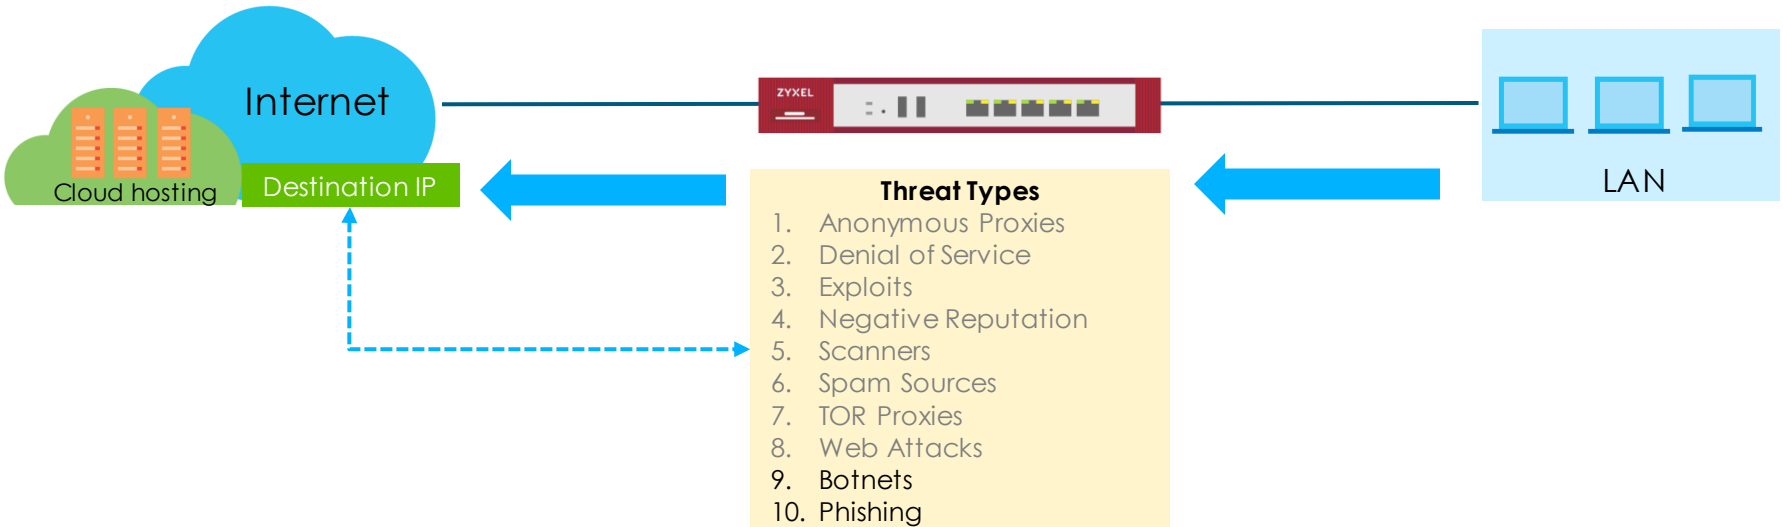 Internet
Cloud hosting
Destination IP
ZYXEL
LAN
Threat Types
1. Anonymous Proxies
2. Denial of Service
3. Exploits
4. Negative Reputation
5. Scanners
6. Spam Sources
7. TOR Proxies
8. Web Attacks
9. Botnets
10. Phishing